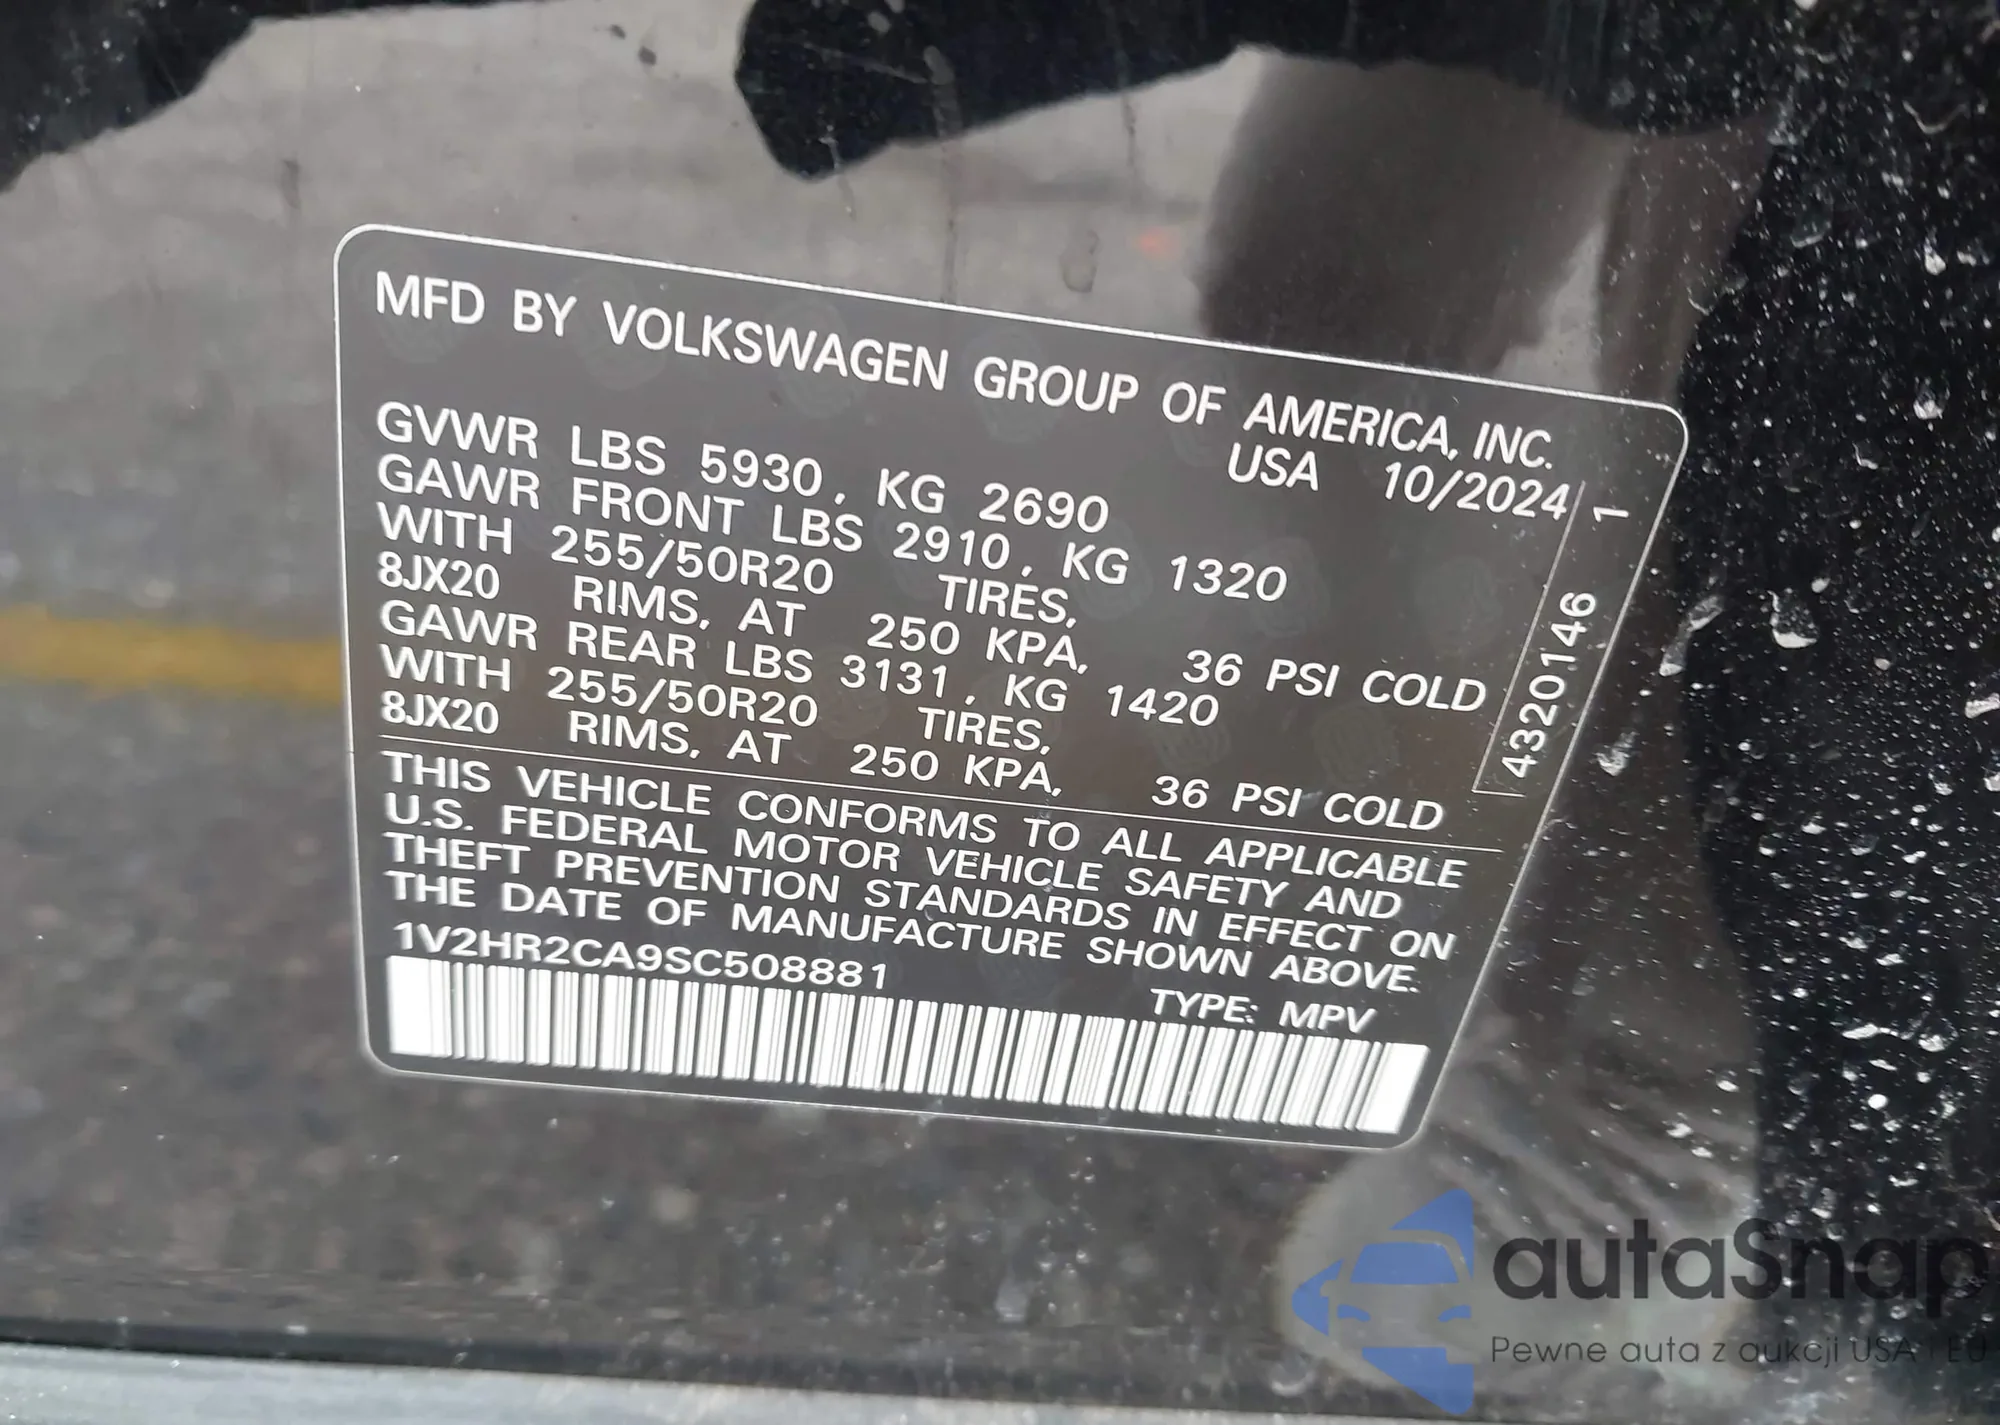 MFD BY VOLKSWAGEN GROUP OF AMERICA, INC.
USA 10/2024
GVWR LBS 5930, KG 2690
GAWR FRONT LBS 2910, KG 1320
WITH 255/50R20 TIRES,
8JX20 RIMS, AT 250 KPA, 36 PSI COLD
GAWR REAR LBS 3131, KG 1420
WITH 255/50R20 TIRES,
8JX20 RIMS, AT 250 KPA, 36 PSI COLD
THIS VEHICLE CONFORMS TO ALL APPLICABLE
U.S. FEDERAL MOTOR VEHICLE SAFETY AND
THEFT PREVENTION STANDARDS IN EFFECT ON
THE DATE OF MANUFACTURE SHOWN ABOVE.
1V2HR2CA9SC508881
TYPE: MPV
4320146 1
autaSnap
Pewne auta z aukcji USA i EU